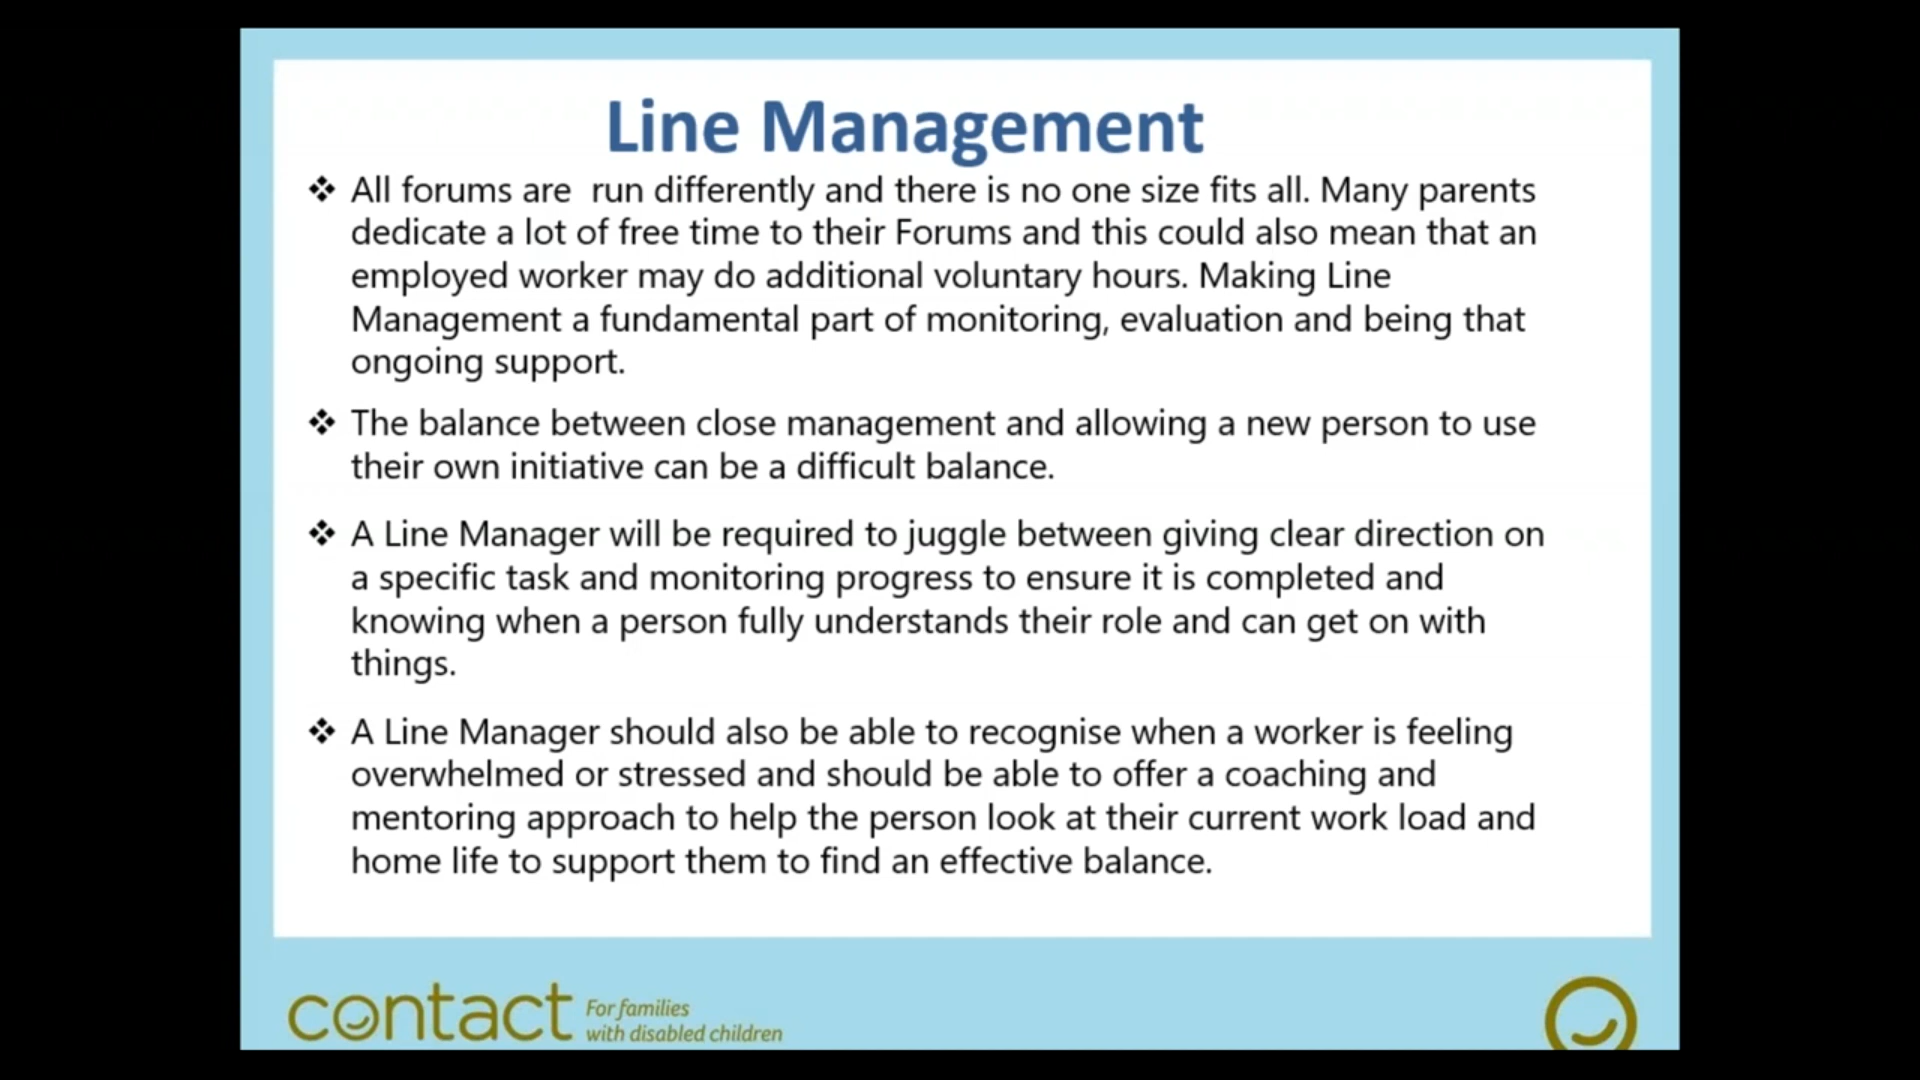 Line Management
❖ All forums are  run differently and there is no one size fits all. Many parents
dedicate a lot of free time to their Forums and this could also mean that an
employed worker may do additional voluntary hours. Making Line
Management a fundamental part of monitoring, evaluation and being that
ongoing support.
❖ The balance between close management and allowing a new person to use
their own initiative can be a difficult balance.
❖ A Line Manager will be required to juggle between giving clear direction on
a specific task and monitoring progress to ensure it is completed and
knowing when a person fully understands their role and can get on with
things.
❖ A Line Manager should also be able to recognise when a worker is feeling
overwhelmed or stressed and should be able to offer a coaching and
mentoring approach to help the person look at their current work load and
home life to support them to find an effective balance.
contact
For families
with disabled children